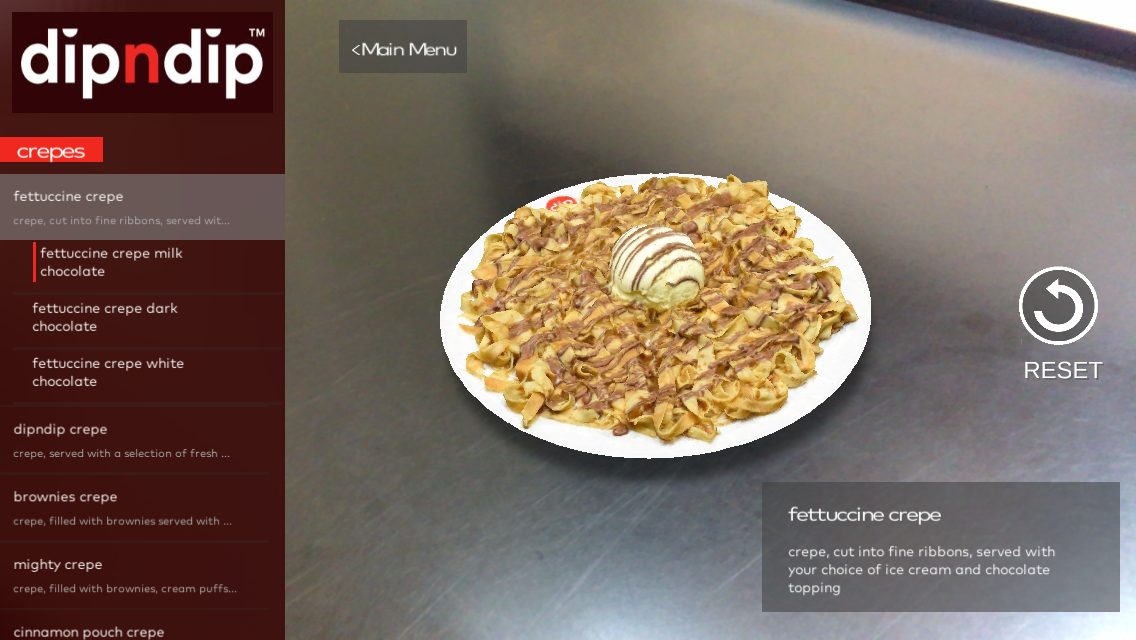 dipndip™
<Main Menu
crepes
fettuccine crepe
crepe, cut into fine ribbons, served wit...
fettuccine crepe milk
chocolate
fettuccine crepe dark
chocolate
fettuccine crepe white
chocolate
dipndip crepe
crepe, served with a selection of fresh ...
brownies crepe
crepe, filled with brownies served with ...
mighty crepe
crepe, filled with brownies, cream puffs...
cinnamon pouch crepe
RESET
fettuccine crepe
crepe, cut into fine ribbons, served with
your choice of ice cream and chocolate
topping